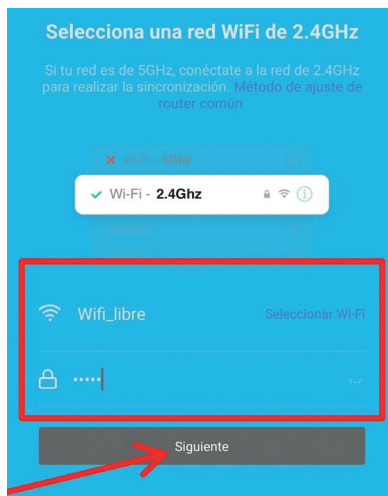 Selecciona una red WiFi de 2.4GHz
Si tu red es de 5GHz, conéctate a la red de 2.4GHz
para realizar la sincronización. Método de ajuste de
router común
Wi-Fi - 5Ghz
Wi-Fi - 2.4Ghz
Wifi_libre
Seleccionar Wi-Fi
•••••
Siguiente